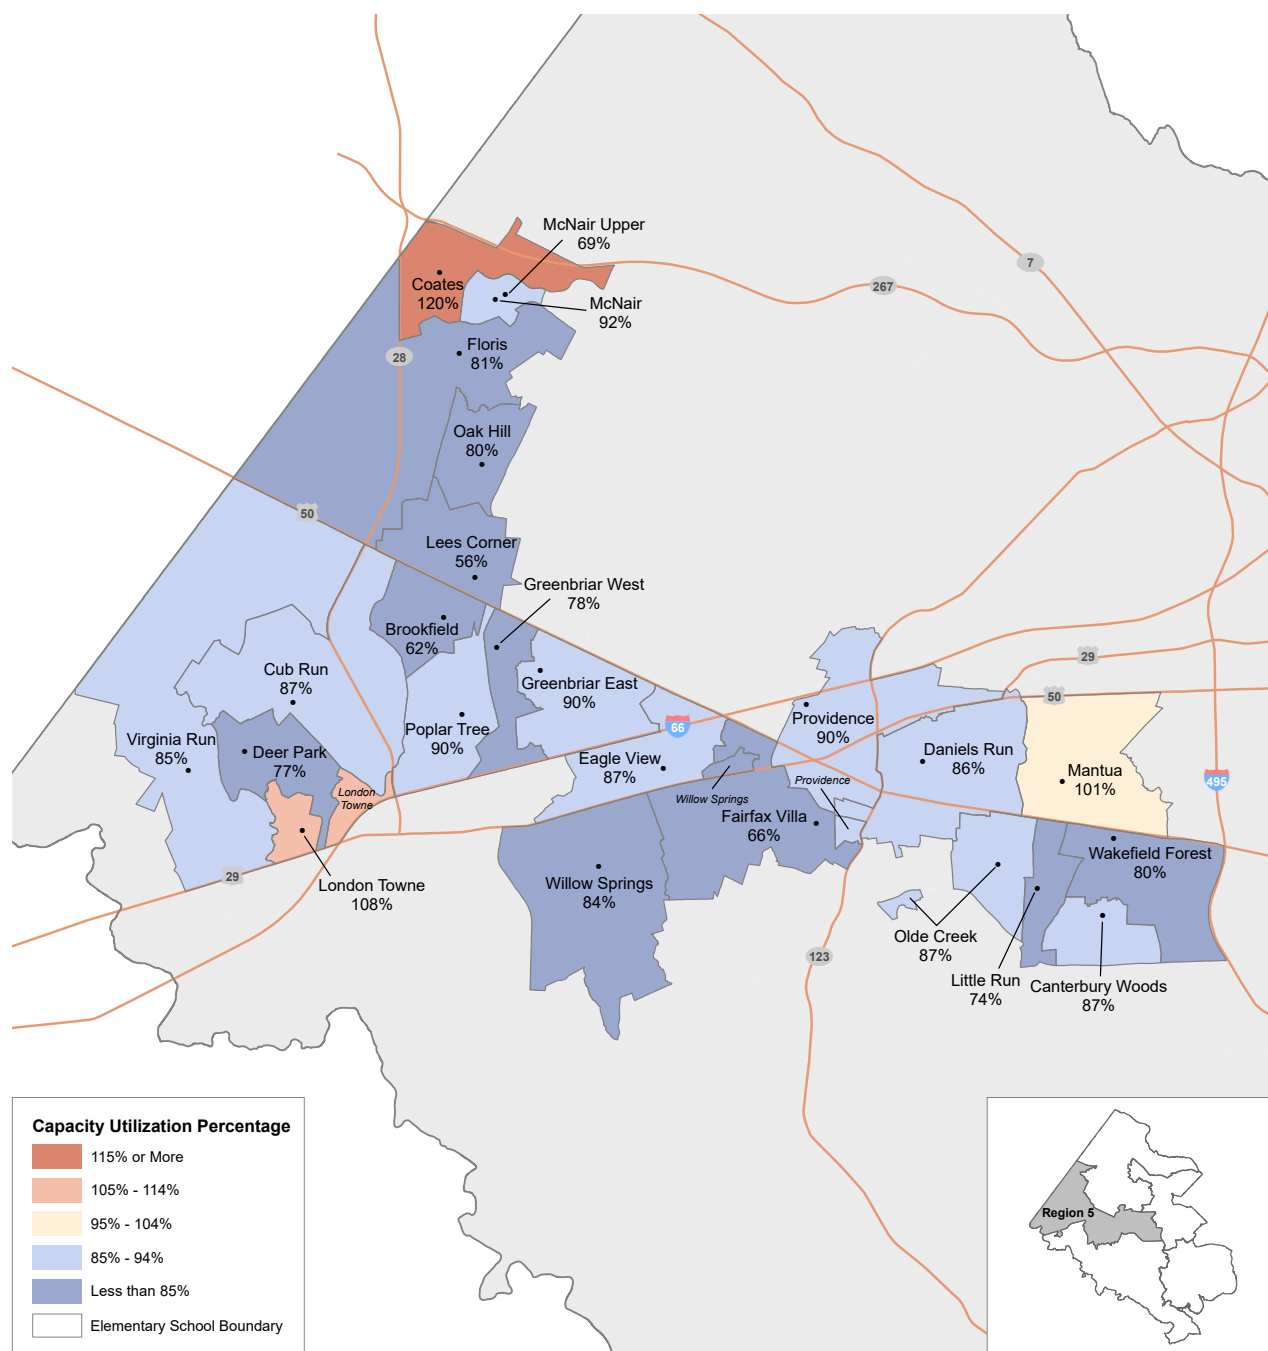 McNair Upper
69%
Coates
120%
McNair
92%
7
267
Floris
81%
28
Oak Hill
80%
50
Lees Corner
56%
Greenbriar West
78%
Brookfield
62%
29
Cub Run
87%
Greenbriar East
90%
50
Providence
90%
66
Poplar Tree
90%
Virginia Run
85%
Deer Park
77%
Eagle View
87%
Daniels Run
86%
Mantua
101%
495
London
Towne
Willow Springs
Providence
Fairfax Villa
66%
Wakefield Forest
80%
29
London Towne
108%
Willow Springs
84%
Olde Creek
87%
123
Little Run
74%
Canterbury Woods
87%
Capacity Utilization Percentage
115% or More
105% - 114%
95% - 104%
85% - 94%
Less than 85%
Elementary School Boundary
Region 5